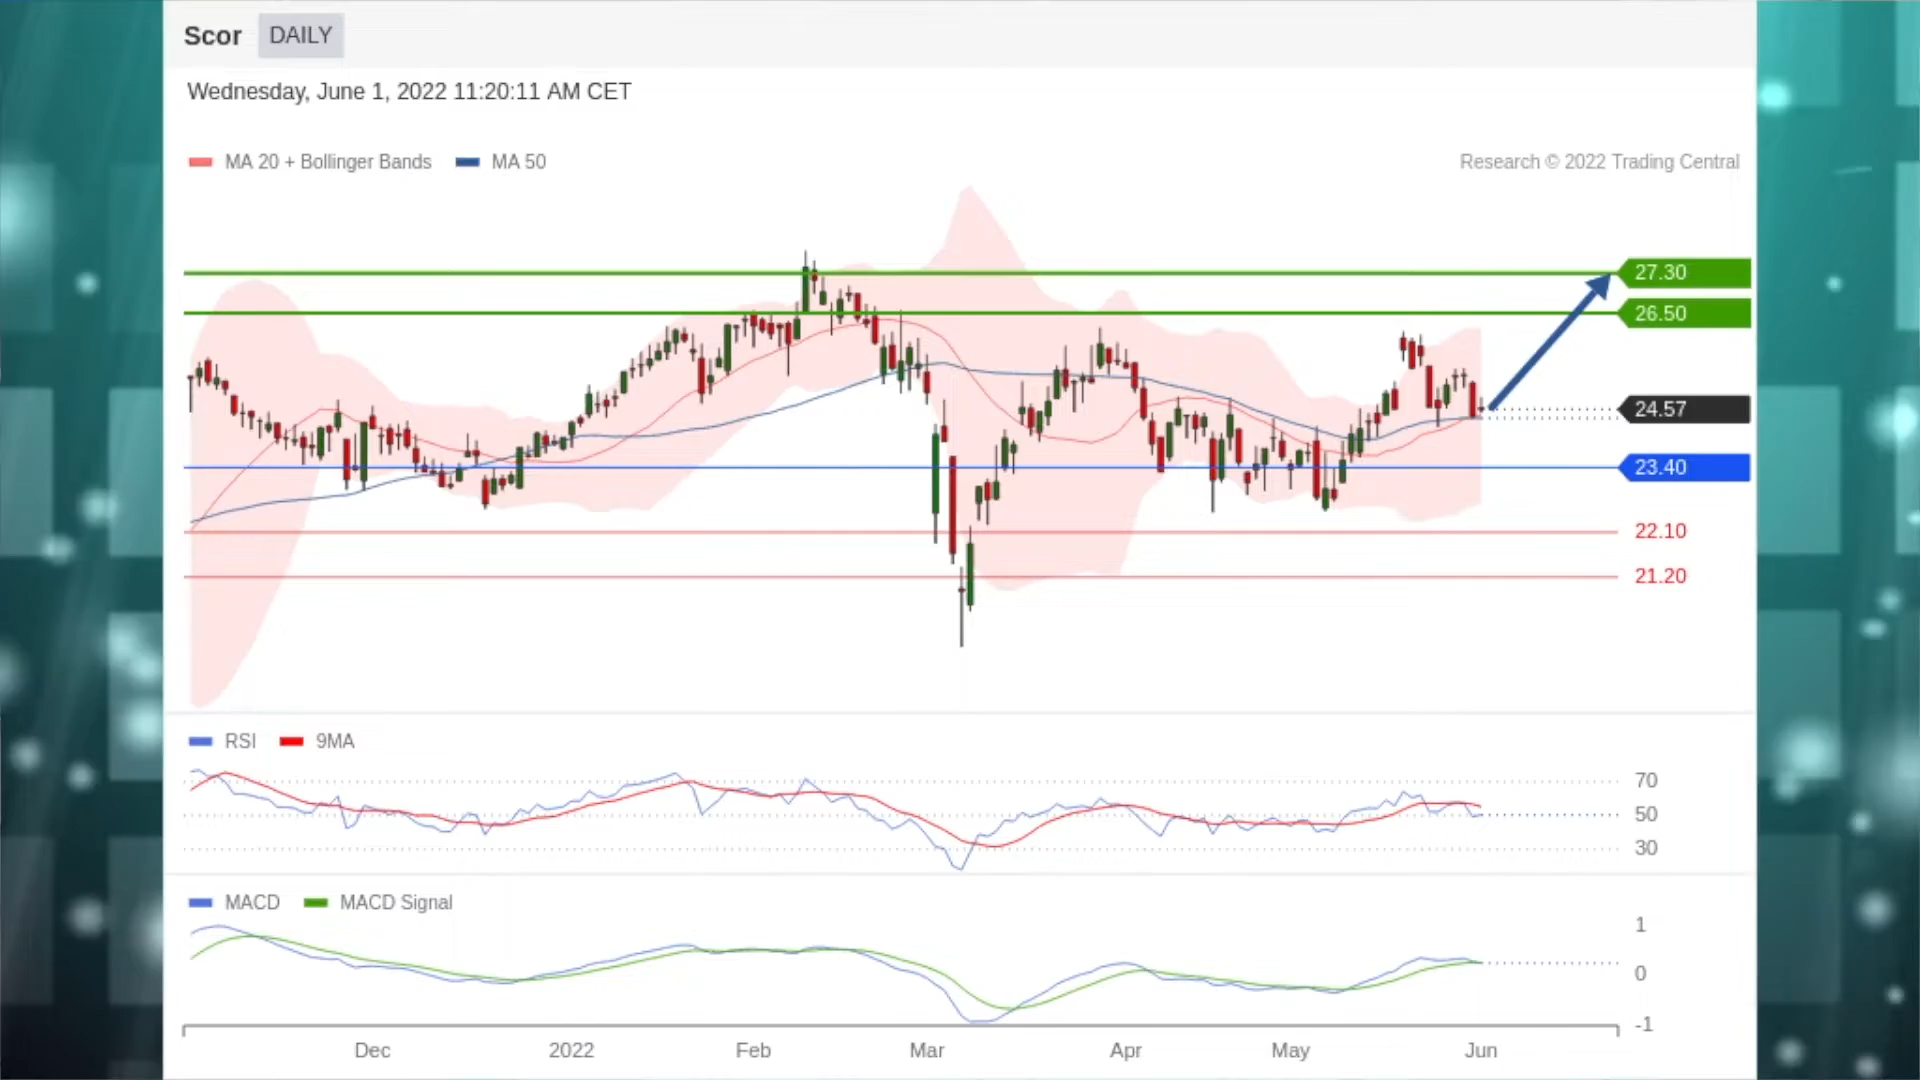 Scor DAILY
Wednesday, June 1, 2022 11:20:11 AM CET
MA 20 + Bollinger Bands MA 50 Research © 2022 Trading Central
27.30
26.50
24.57
23.40
22.10
21.20
RSI 9MA
70
50
30
MACD MACD Signal
1
0
-1
Dec 2022 Feb Mar Apr May Jun